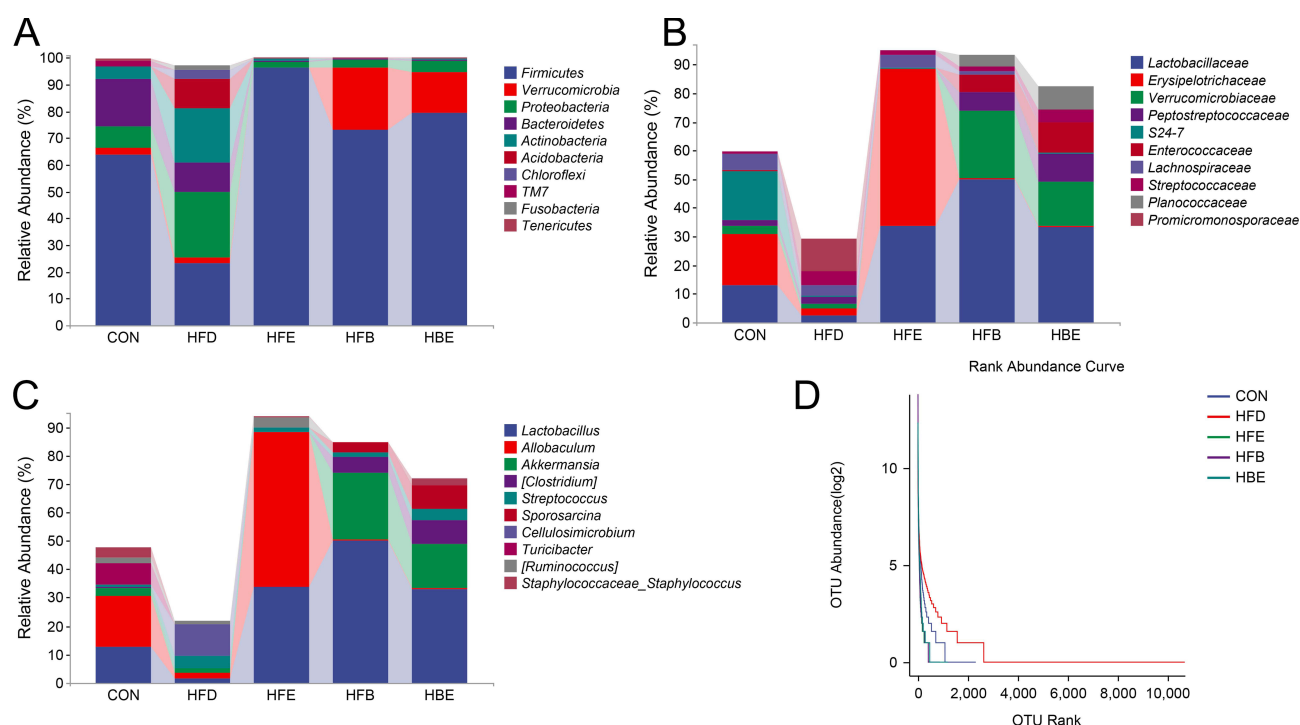 A
Relative Abundance (%)
100
90
80
70
60
50
40
30
20
10
0
CON HFD HFE HFB HBE
Firmicutes
Verrucomicrobia
Proteobacteria
Bacteroidetes
Actinobacteria
Acidobacteria
Chloroflexi
TM7
Fusobacteria
Tenericutes
B
Relative Abundance (%)
90
80
70
60
50
40
30
20
10
0
CON HFD HFE HFB HBE
Lactobacillaceae
Erysipelotrichaceae
Verrucomicrobiaceae
Peptostreptococcaceae
S24-7
Enterococcaceae
Lachnospiraceae
Streptococcaceae
Planococcaceae
Promicromonosporaceae
C
Relative Abundance (%)
90
80
70
60
50
40
30
20
10
0
CON HFD HFE HFB HBE
Lactobacillus
Allobaculum
Akkermansia
[Clostridium]
Streptococcus
Sporosarcina
Cellulosimicrobium
Turicibacter
[Ruminococcus]
Staphylococcaceae_Staphylococcus
Rank Abundance Curve
D
OTU Abundance(log2)
10
5
0
0 2,000 4,000 6,000 8,000 10,000
OTU Rank
CON
HFD
HFE
HFB
HBE